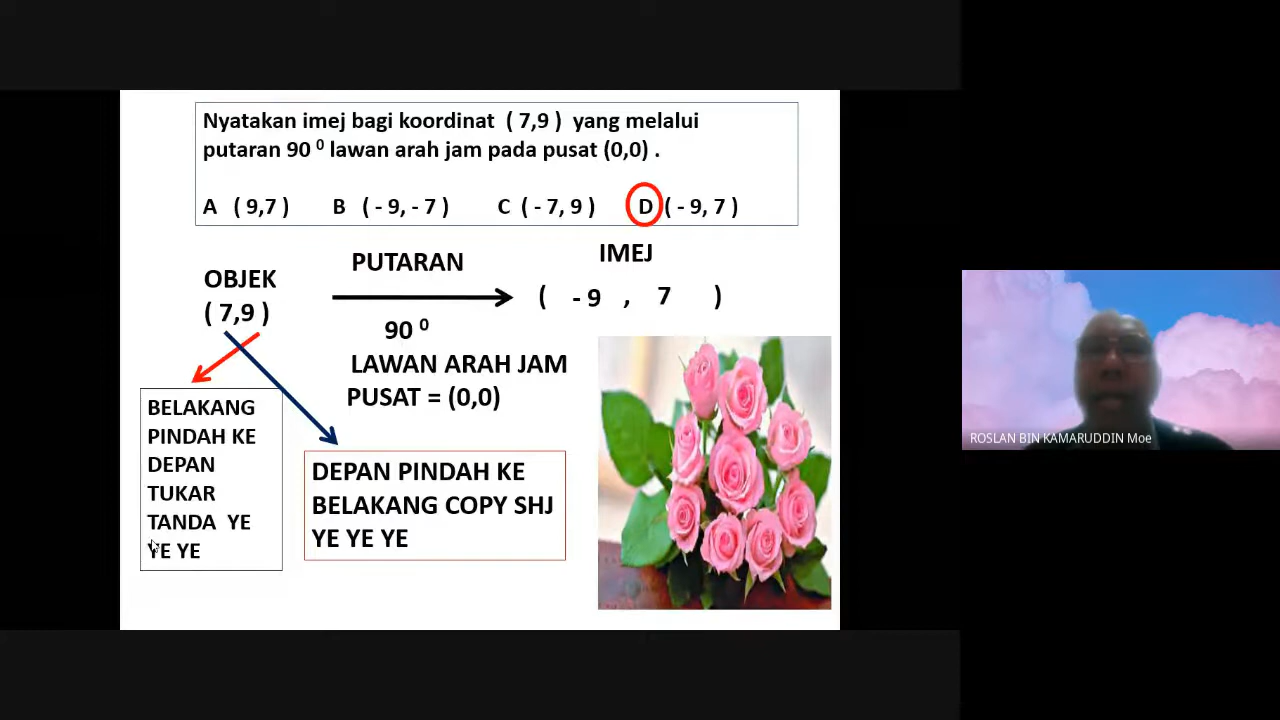 Nyatakan imej bagi koordinat ( 7,9 ) yang melalui
putaran 90 ⁰ lawan arah jam pada pusat (0,0) .
A ( 9,7 ) B ( - 9, - 7 ) C ( - 7, 9 ) D ( - 9, 7 )
OBJEK
( 7,9 )
PUTARAN
90 ⁰
LAWAN ARAH JAM
PUSAT = (0,0)
IMEJ
( - 9 , 7 )
BELAKANG
PINDAH KE
DEPAN
TUKAR
TANDA YE
YE YE
DEPAN PINDAH KE
BELAKANG COPY SHJ
YE YE YE
ROSLAN BIN KAMARUDDIN Moe